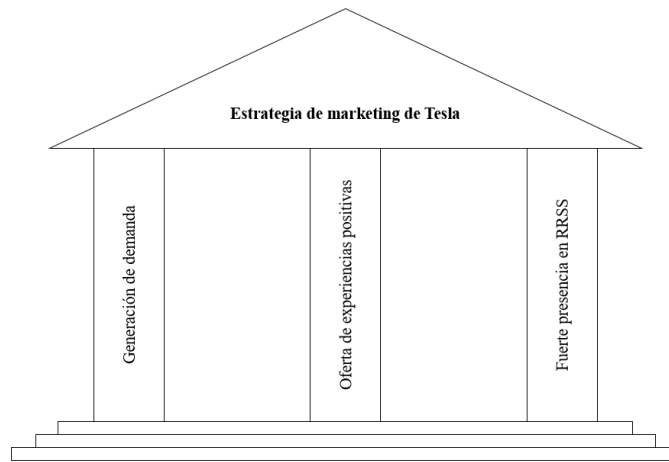 Estrategia de marketing de Tesla
Generación de demanda
Oferta de experiencias positivas
Fuerte presencia en RRSS